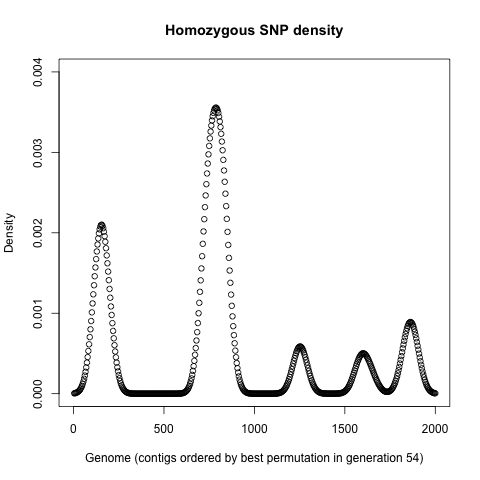 Homozygous SNP density
0.004
0.003
0.002
0.001
0.000
Density
0 500 1000 1500 2000
Genome (contigs ordered by best permutation in generation 54)